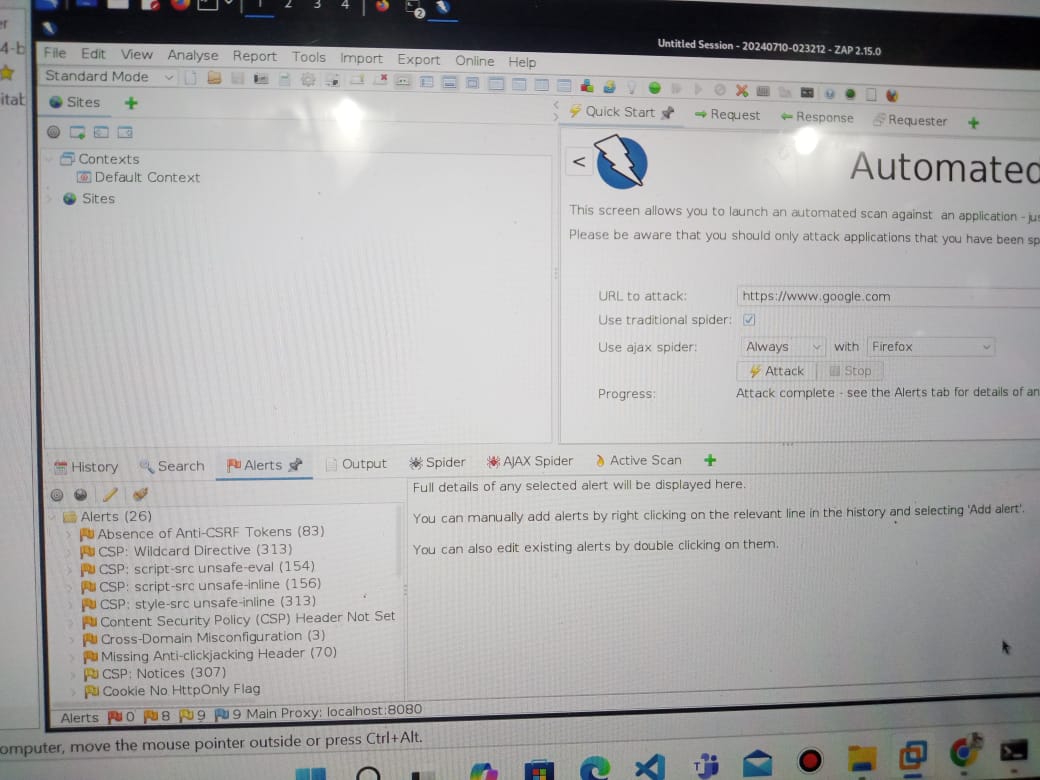 1 2 3 4
2
Untitled Session - 20240710-023212 - ZAP 2.15.0
File Edit View Analyse Report Tools Import Export Online Help
Standard Mode
Sites
Quick Start Request Response Requester
Contexts
Default Context
Sites
<
Automated
This screen allows you to launch an automated scan against an application - jus
Please be aware that you should only attack applications that you have been sp
URL to attack: https://www.google.com
Use traditional spider:
Use ajax spider: Always with Firefox
Attack Stop
Progress: Attack complete - see the Alerts tab for details of an
History Search Alerts Output Spider AJAX Spider Active Scan
Full details of any selected alert will be displayed here.
You can manually add alerts by right clicking on the relevant line in the history and selecting 'Add alert'.
You can also edit existing alerts by double clicking on them.
Alerts (26)
Absence of Anti-CSRF Tokens (83)
CSP: Wildcard Directive (313)
CSP: script-src unsafe-eval (154)
CSP: script-src unsafe-inline (156)
CSP: style-src unsafe-inline (313)
Content Security Policy (CSP) Header Not Set
Cross-Domain Misconfiguration (3)
Missing Anti-clickjacking Header (70)
CSP: Notices (307)
Cookie No HttpOnly Flag
Alerts 0 8 9 9 Main Proxy: localhost:8080
omputer, move the mouse pointer outside or press Ctrl+Alt.